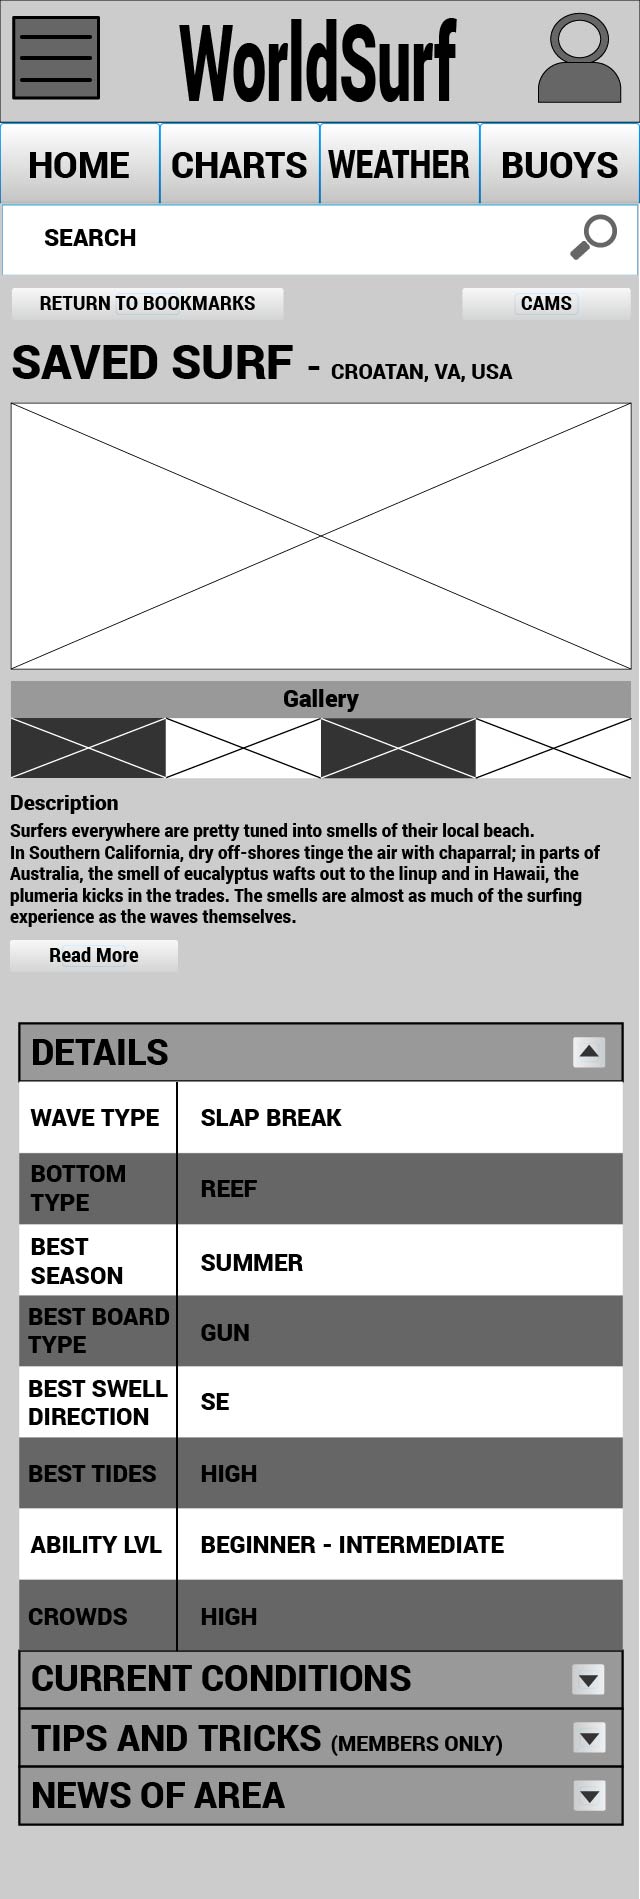 WorldSurf
HOME CHARTS WEATHER BUOYS
SEARCH
RETURN TO BOOKMARKS CAMS
SAVED SURF - CROATAN, VA, USA
Gallery
Description
Surfers everywhere are pretty tuned into smells of their local beach.
In Southern California, dry off-shores tinge the air with chaparral; in parts of
Australia, the smell of eucalyptus wafts out to the linup and in Hawaii, the
plumeria kicks in the trades. The smells are almost as much of the surfing
experience as the waves themselves.
Read More
DETAILS
WAVE TYPE SLAP BREAK
BOTTOM
TYPE
REEF
BEST
SEASON
SUMMER
BEST BOARD
TYPE
GUN
BEST SWELL
DIRECTION
SE
BEST TIDES HIGH
ABILITY LVL BEGINNER - INTERMEDIATE
CROWDS HIGH
CURRENT CONDITIONS
TIPS AND TRICKS (MEMBERS ONLY)
NEWS OF AREA